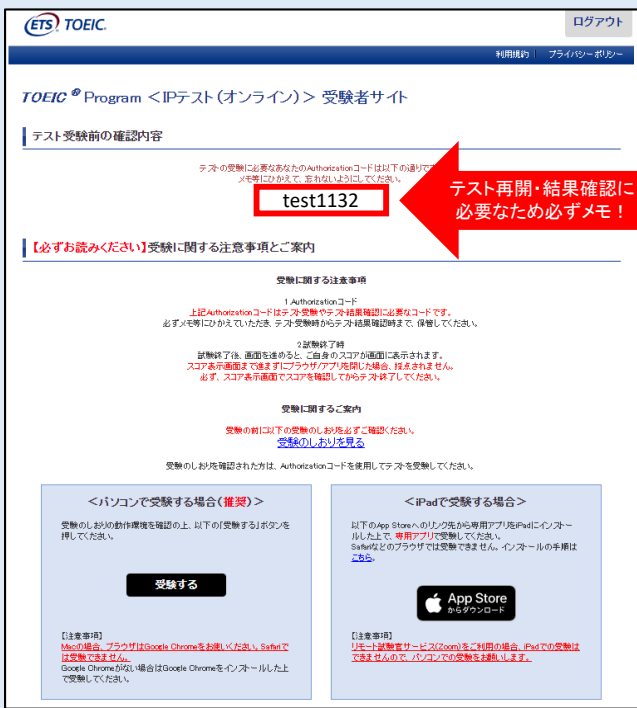 ETS TOEIC.
ログアウト
利用規約 プライバシーポリシー
TOEIC ® Program <IPテスト(オンライン)> 受験者サイト
テスト受験前の確認内容
テストの受験に必要なあなたのAuthorizationコードは以下の通りです
メモ等にひかえて、忘れないようにしてください。
test1132
テスト再開・結果確認に
必要なため必ずメモ!
【必ずお読みください】受験に関する注意事項とご案内
受験に関する注意事項
1.Authorizationコード
上記Authorizationコードはテスト受験やテスト結果確認に必要なコードです。
必ずメモ等にひかえていただき、テスト受験時からテスト結果確認時まで、保管してください。
2.試験終了時
試験終了後、画面を進めると、ご自身のスコアが画面に表示されます。
スコア表示画面まで進まずにブラウザ/アプリを閉じた場合、採点されません。
必ず、スコア表示画面でスコアを確認してからテスト終了してください。
受験に関するご案内
受験の前に以下の受験のしおりを必ずご確認ください。
受験のしおりを見る
受験のしおりを確認された方は、Authorizationコードを使用してテストを受験してください。
<パソコンで受験する場合(推奨)>
受験のしおりの動作環境を確認の上、以下の「受験する」ボタンを
押してください。
受験する
【注意事項】
Macの場合、ブラウザはGoogle Chromeをお使いください。Safariで
は受験できません。
Google Chromeがない場合はGoogle Chromeをインストールした上
で受験してください。
<iPadで受験する場合>
以下のApp Storeへのリンク先から専用アプリをiPadにインストー
ルした上で、専用アプリで受験してください。
Safariなどのブラウザでは受験できません。インストールの手順は
こちら。
App Store
からダウンロード
【注意事項】
リモート試験官サービス(Zoom)をご利用の場合、iPadでの受験は
できませんので、パソコンでの受験をお願いします。